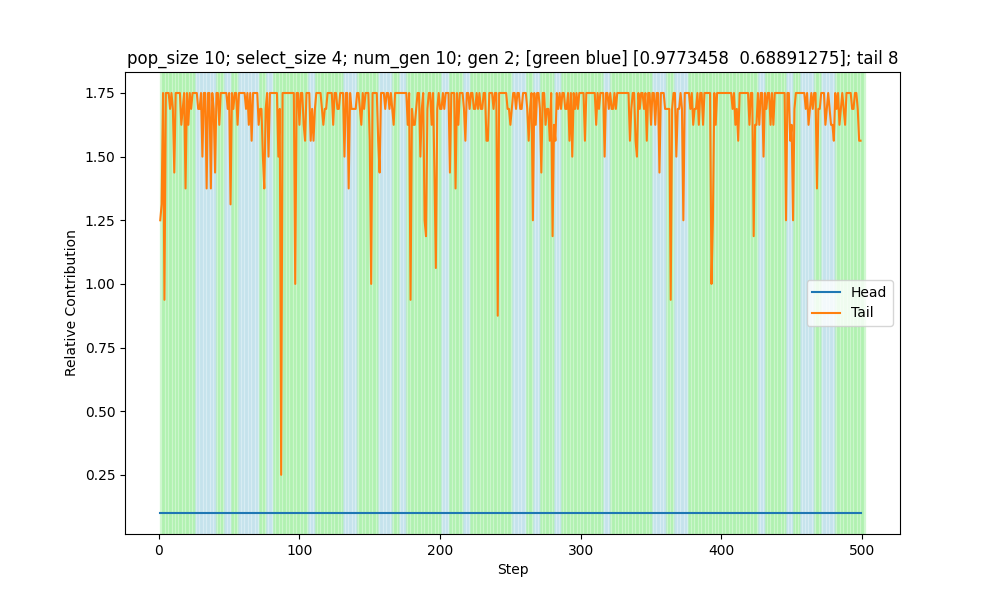 pop_size 10; select_size 4; num_gen 10; gen 2; [green blue] [0.9773458  0.68891275]; tail 8
1.75
1.50
1.25
1.00
0.75
0.50
0.25
Relative Contribution
Head
Tail
0 100 200 300 400 500
Step